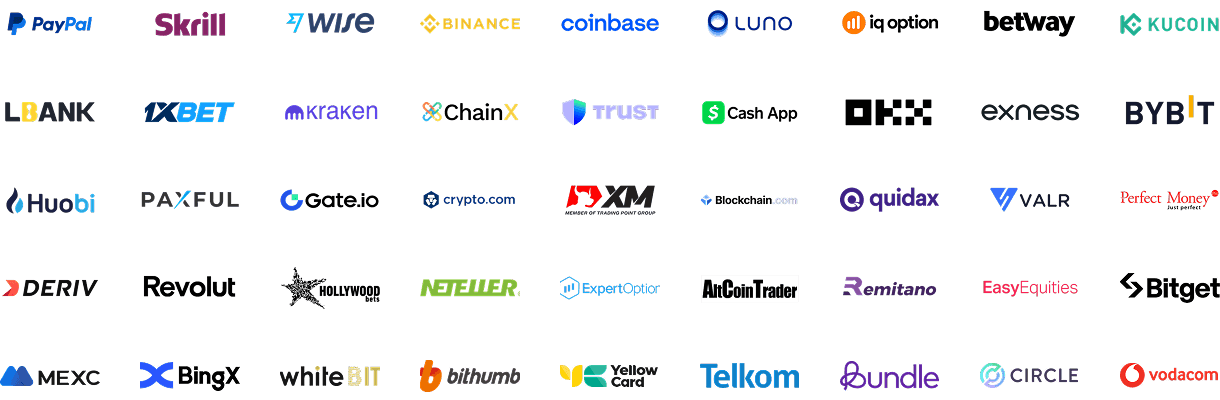 PayPal Skrill WISE BINANCE coinbase LUNO iq option betway KUCOIN
LBANK 1XBET KRAKEN ChainX TRUST $ Cash App OKX exness BYBIT
Huobi PAXFUL Gate.io crypto.com XM Blockchain.com quidax VALR Perfect Money
MEMBER OF TRADING POINT GROUP Just perfect
DERIV Revolut HOLLYWOOD bets NETELLER ExpertOption AltCoinTrader Remitano EasyEquities Bitget
MEXC BingX whiteBIT bithumb Yellow Card Telkom Bundle CIRCLE vodacom